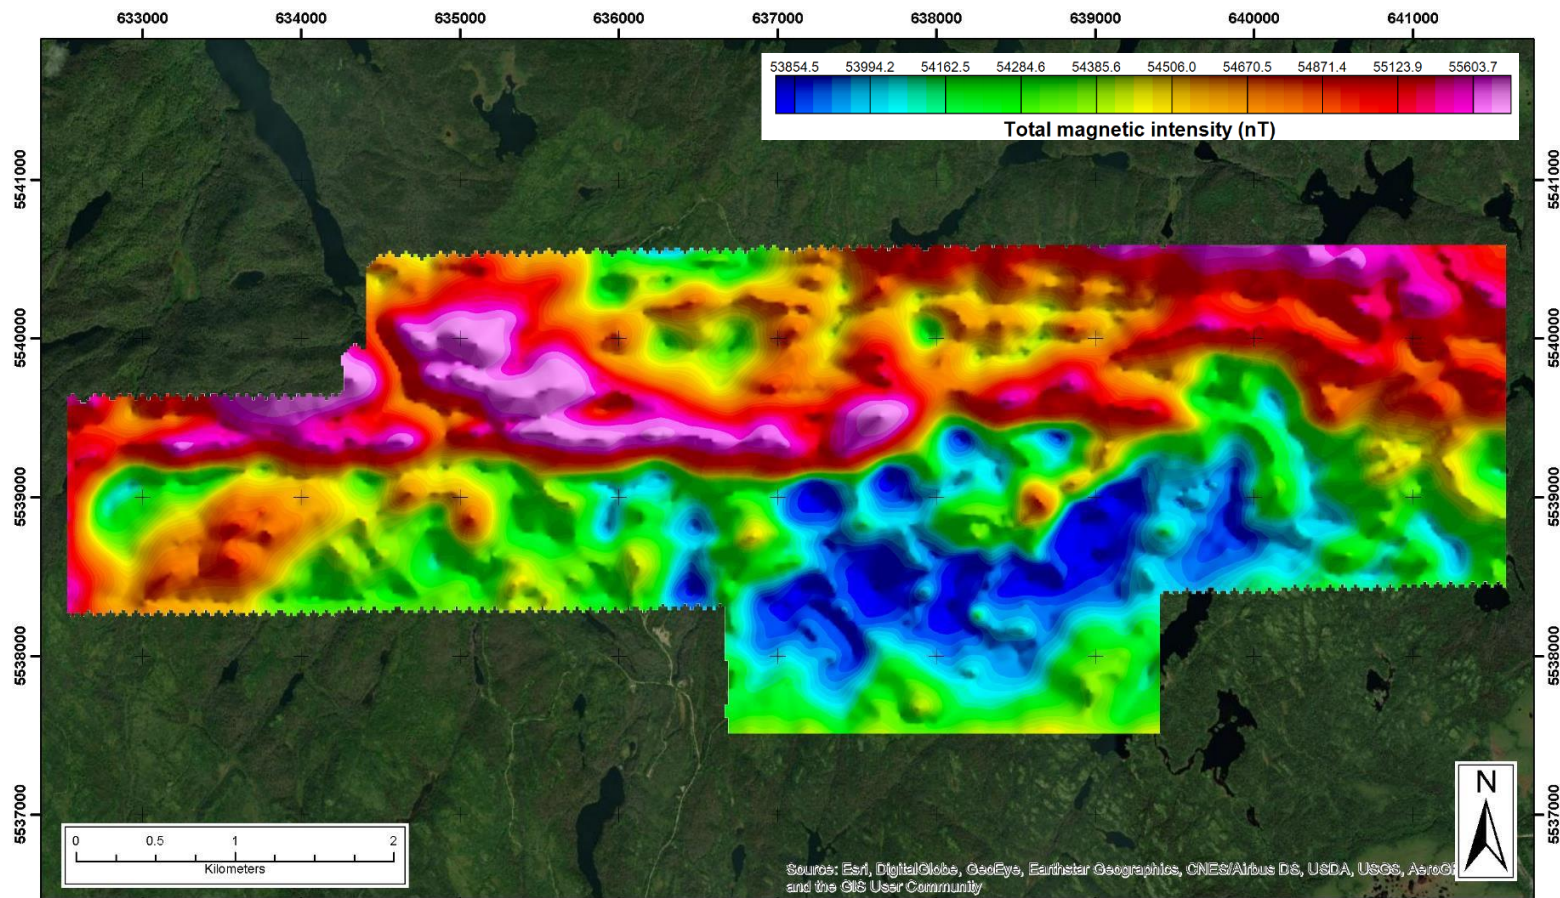 633000 634000 635000 636000 637000 638000 639000 640000 641000
53854.5 53994.2 54162.5 54284.6 54385.6 54506.0 54670.5 54871.4 55123.9 55603.7
Total magnetic intensity (nT)
5541000 5541000
5540000 5540000
5539000 5539000
5538000 5538000
5537000 5537000
N
0 0.5 1 2
Kilometers
Source: Esri, DigitalGlobe, GeoEye, Earthstar Geographics, CNES/Airbus DS, USDA, USGS,
and the GIS User Community